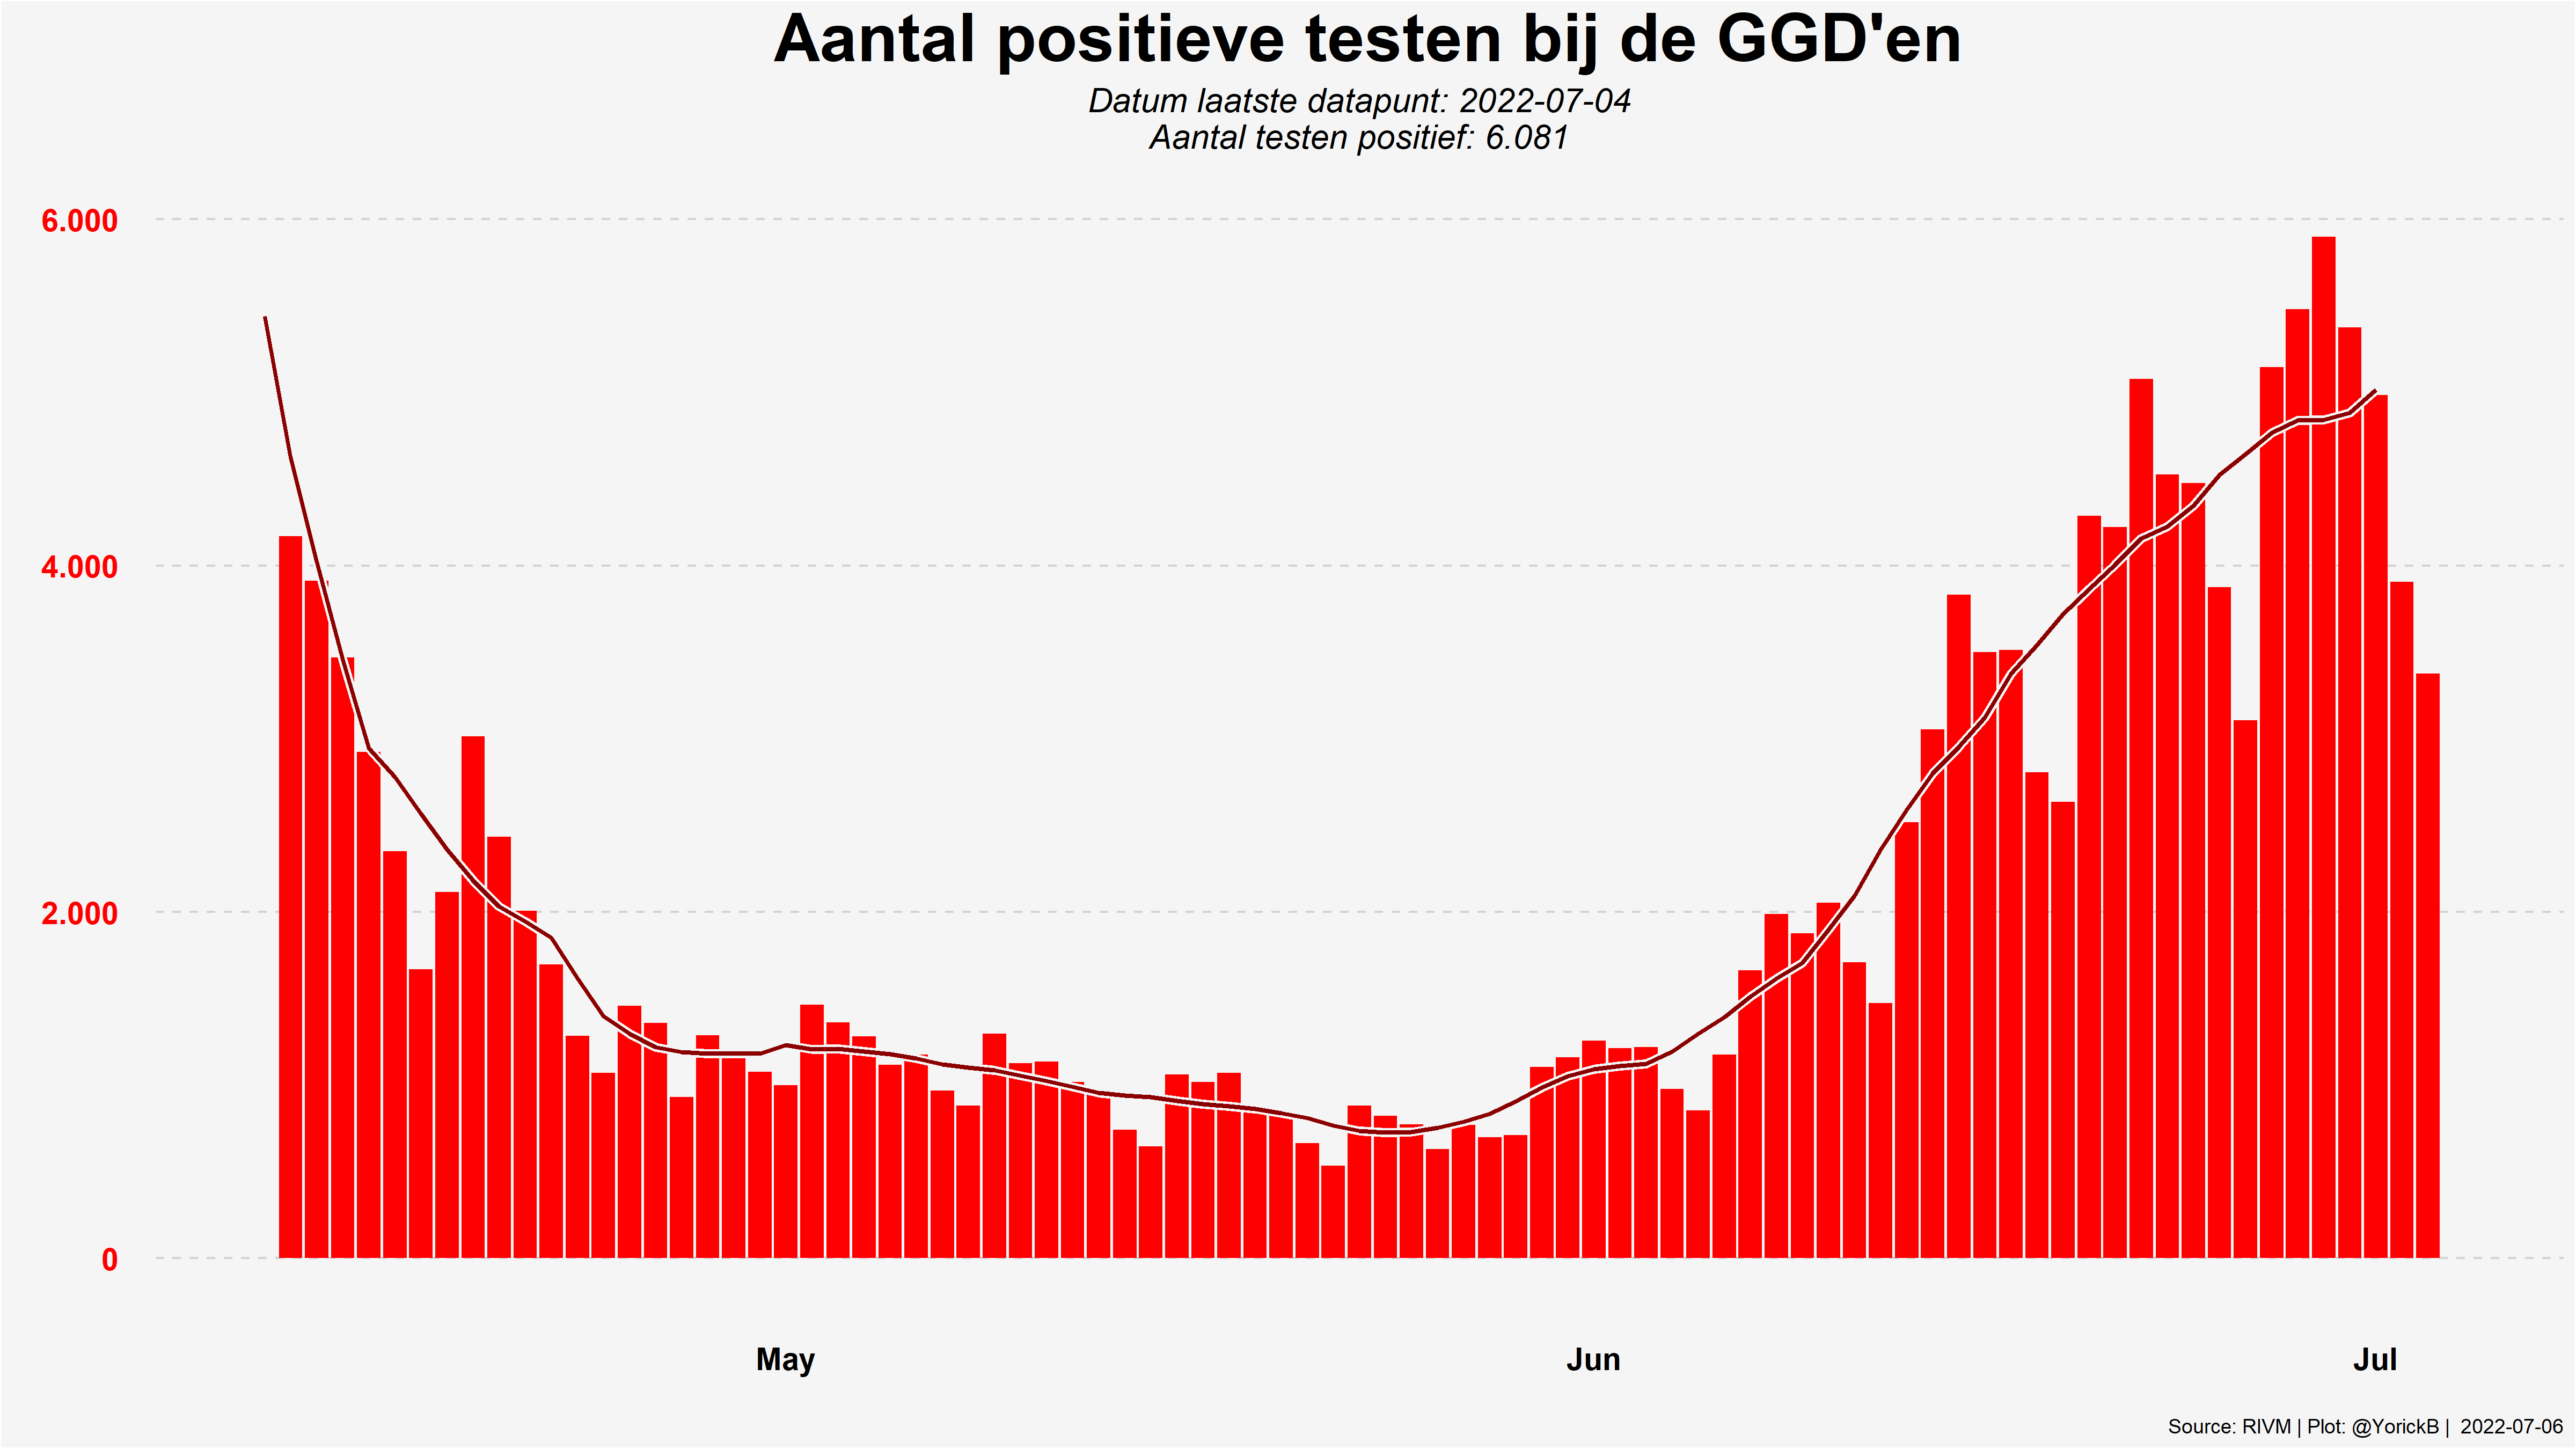 Aantal positieve testen bij de GGD'en
Datum laatste datapunt: 2022-07-04
Aantal testen positief: 6.081
6.000
4.000
2.000
0
May Jun Jul
Source: RIVM | Plot: @YorickB | 2022-07-06